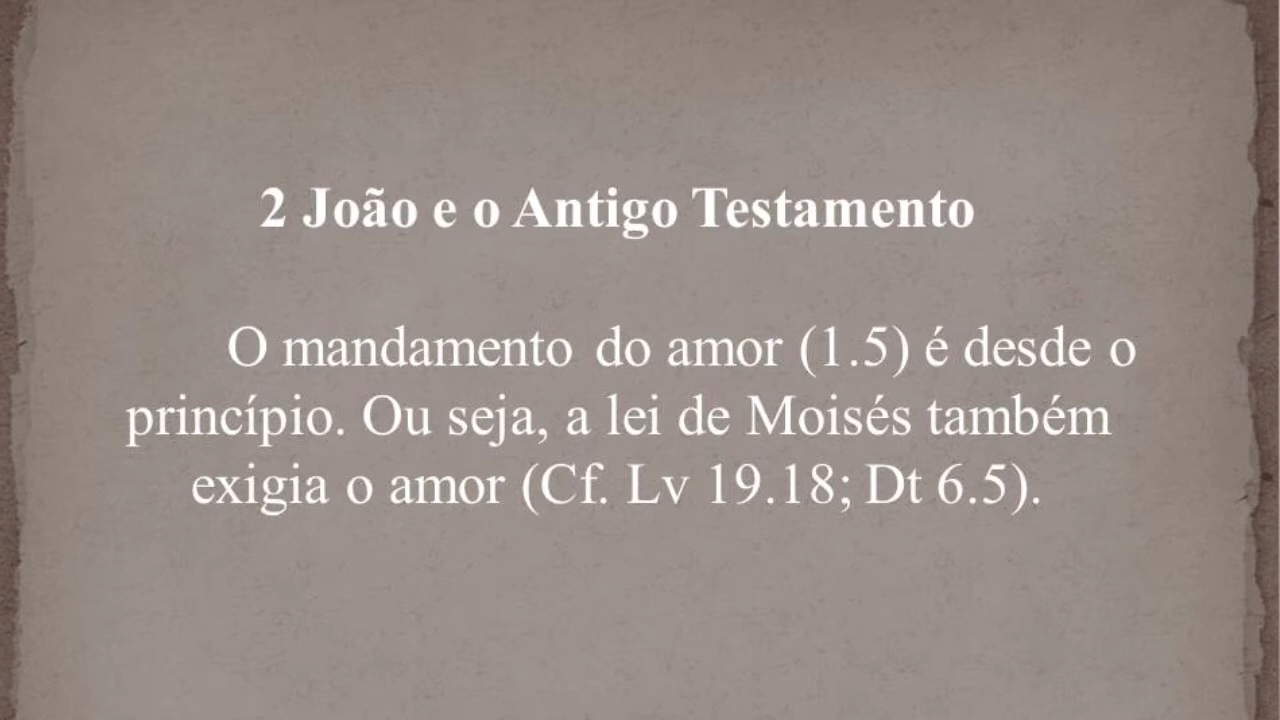 2 João e o Antigo Testamento
O mandamento do amor (1.5) é desde o
princípio. Ou seja, a lei de Moisés também
exigia o amor (Cf. Lv 19.18; Dt 6.5).